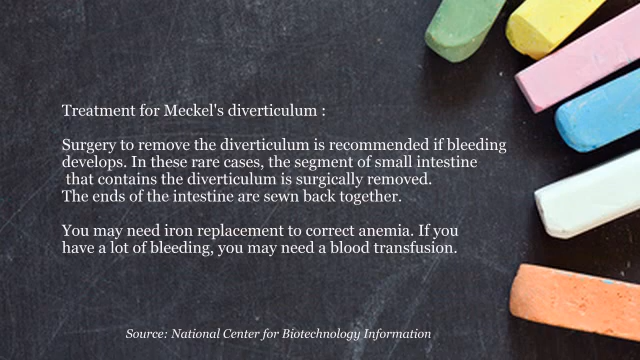 Treatment for Meckel's diverticulum :
Surgery to remove the diverticulum is recommended if bleeding
develops. In these rare cases, the segment of small intestine
that contains the diverticulum is surgically removed.
The ends of the intestine are sewn back together.
You may need iron replacement to correct anemia. If you
have a lot of bleeding, you may need a blood transfusion.
Source: National Center for Biotechnology Information